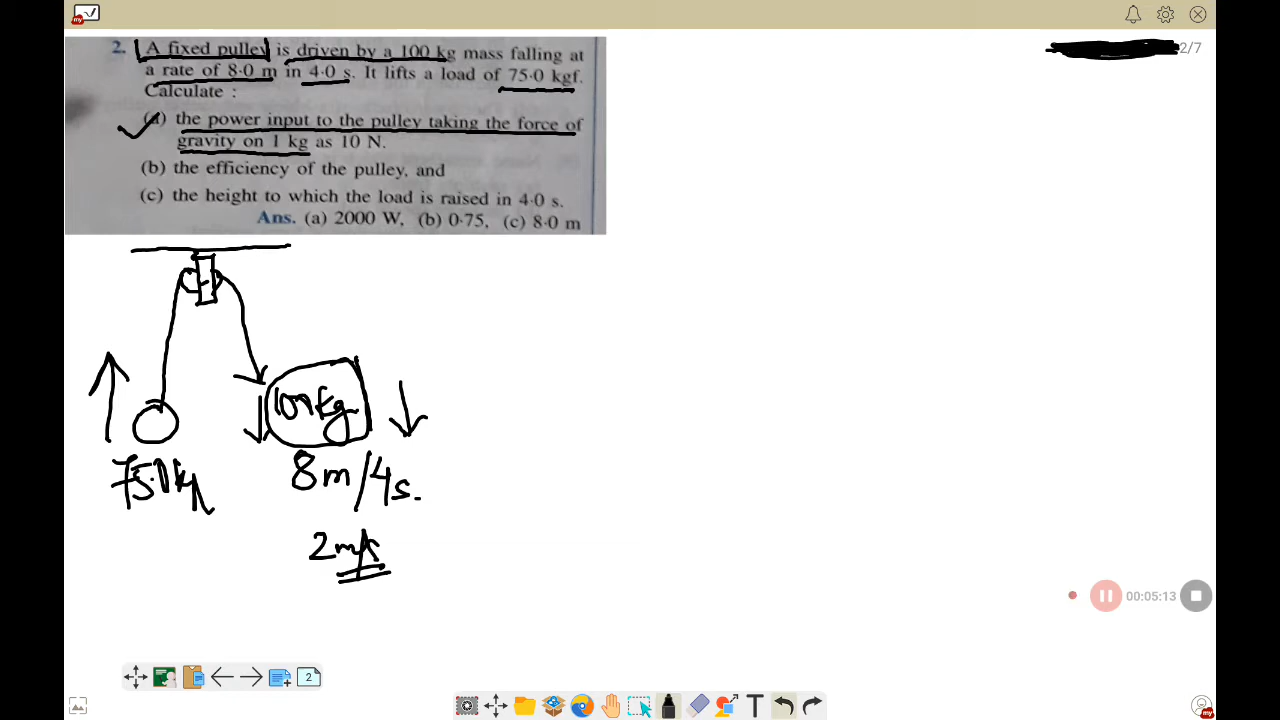 2/7
2. A fixed pulley is driven by a 100 kg mass falling at
a rate of 8·0 m in 4·0 s. It lifts a load of 75·0 kgf.
Calculate :
(a) the power input to the pulley taking the force of
gravity on 1 kg as 10 N.
(b) the efficiency of the pulley, and
(c) the height to which the load is raised in 4·0 s.
Ans. (a) 2000 W, (b) 0·75, (c) 8·0 m
100kg
8m/4s.
2m/s
00:05:13
2
T
my
my